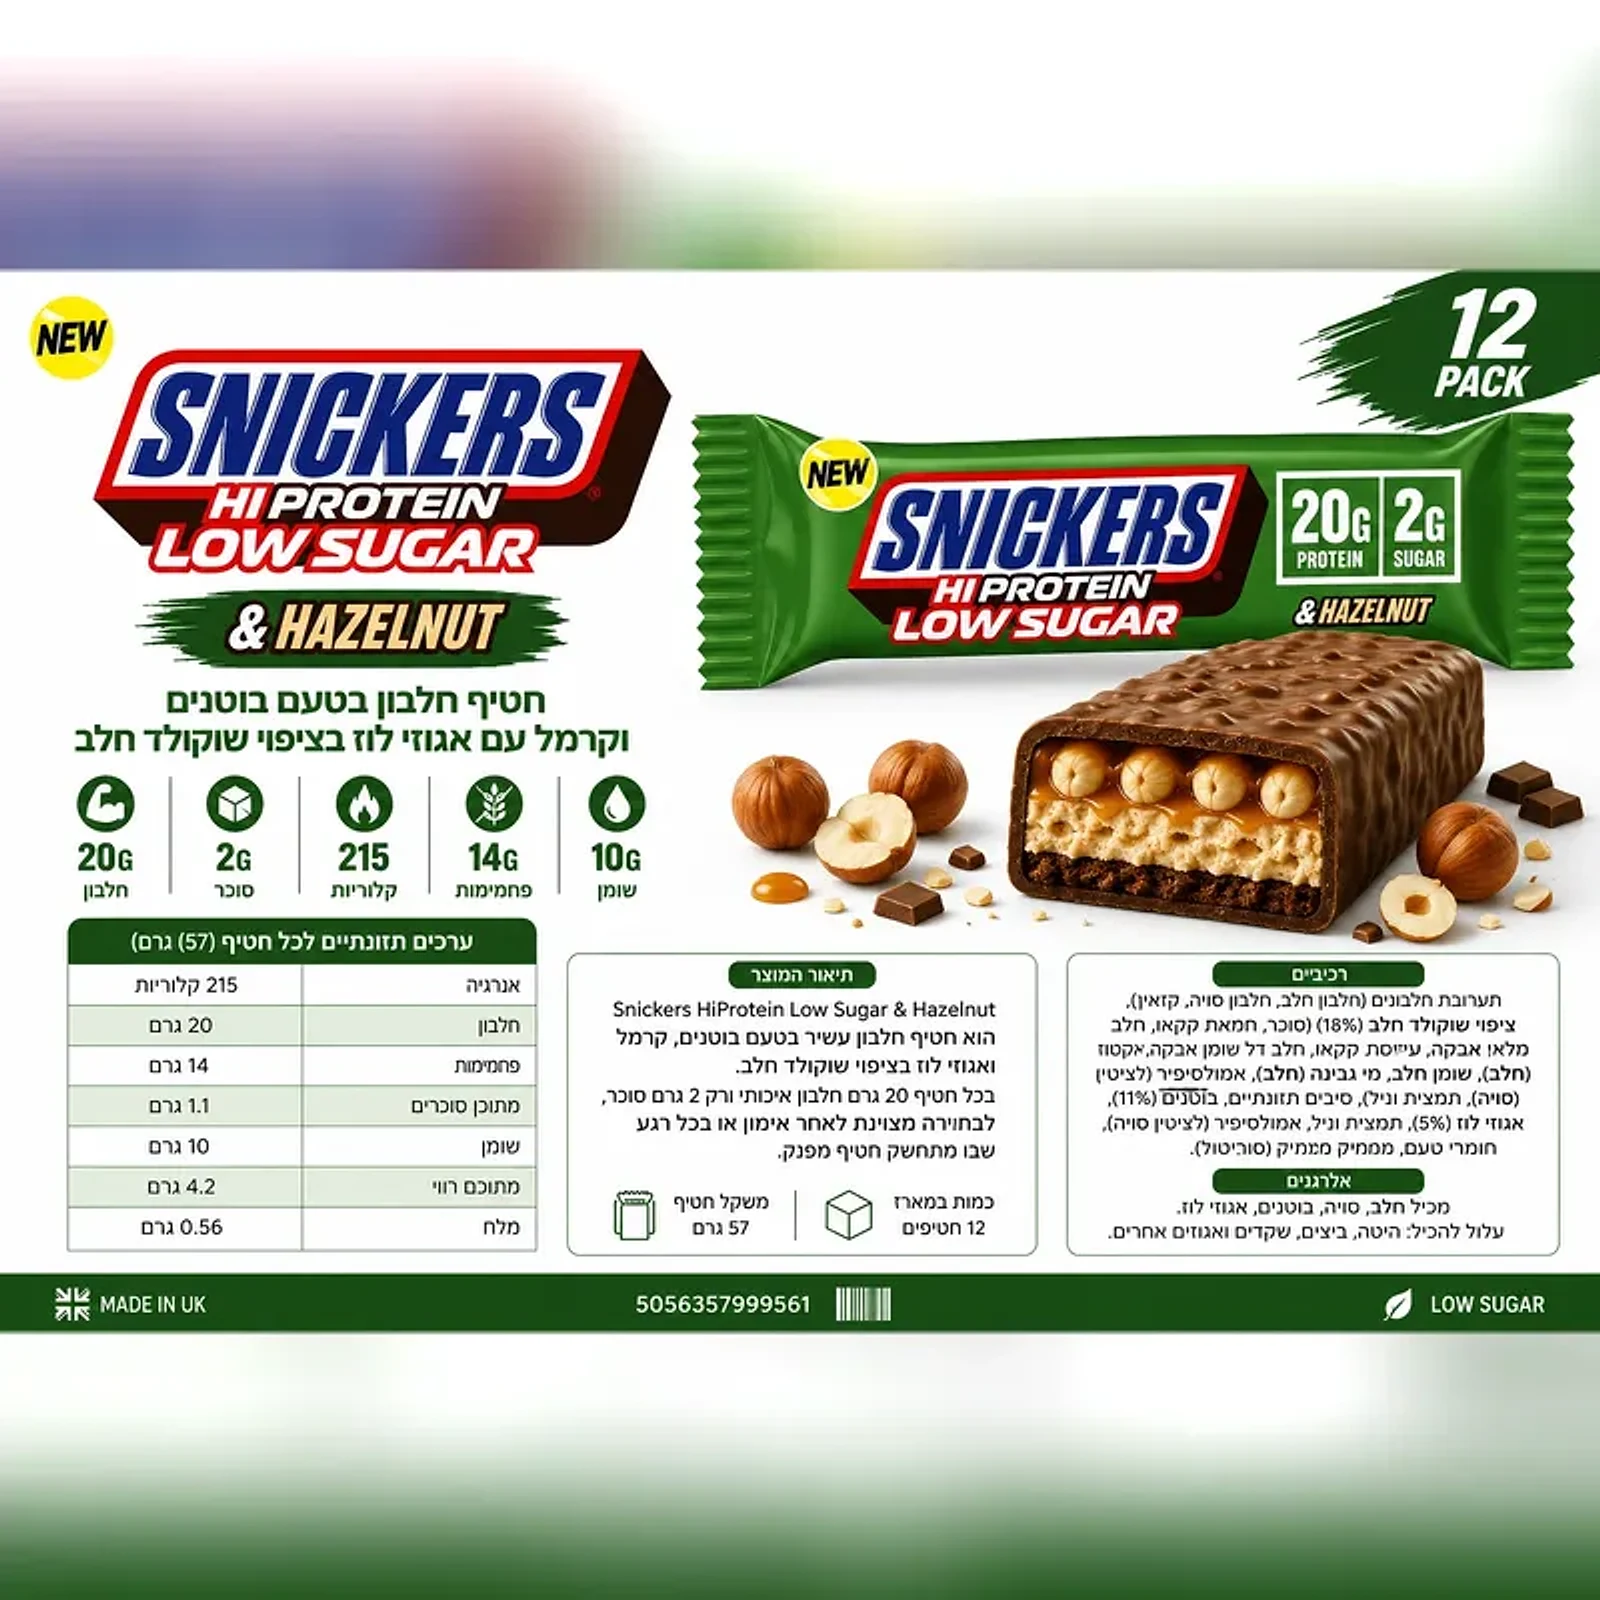 NEW
SNICKERS
HI PROTEIN
LOW SUGAR
& HAZELNUT
חטיף חלבון בטעם בוטנים
וקרמל עם אגוזי לוז בציפוי שוקולד חלב
20G
חלבון
2G
סוכר
215
קלוריות
14G
פחמימות
10G
שומן
12
PACK
NEW
SNICKERS
HI PROTEIN
LOW SUGAR
20G
PROTEIN
2G
SUGAR
& HAZELNUT
ערכים תזונתיים לכל חטיף (57) גרם)
אנרגיה 215 קלוריות
חלבון 20 גרם
פחמימות 14 גרם
מתוכן סוכרים 1.1 גרם
שומן 10 גרם
מתוכם רווי 4.2 גרם
מלח 0.56 גרם
תיאור המוצר
Snickers HiProtein Low Sugar & Hazelnut
הוא חטיף חלבון עשיר בטעם בוטנים, קרמל
ואגוזי לוז בציפוי שוקולד חלב.
בכל חטיף 20 גרם חלבון איכותי ורק 2 גרם סוכר,
לבחירה מצוינת לאחר אימון או בכל רגע
שבו מתחשק חטיף מפנק.
כמות במארז
12 חטיפים
משקל חטיף
57 גרם
רכיביים
תערובת חלבונים (חלבון חלב, חלבון סויה, קזאין),
ציפוי שוקולד חלב (18%) (סוכר, חמאת קקאו, חלב
אבקה, קקאו, חלב דל שומן אבקה,
(חלב), שומן חלב, מי גבינה (חלב), (לציטין
(סויה), תמצית וניל), סיבים תזונתיים, בוטנים (11%),
אגוזי לוז (5%), תמצית וניל, אמולסיפיר (לציטין סויה),
חומרי טעם, ממתיק
אלרגנים
מכיל חלב, סויה, בוטנים, אגוזי לוז.
עלול להכיל: היטה, ביצים, שקדים ואגוזים אחרים.
MADE IN UK
5056357999561
LOW SUGAR